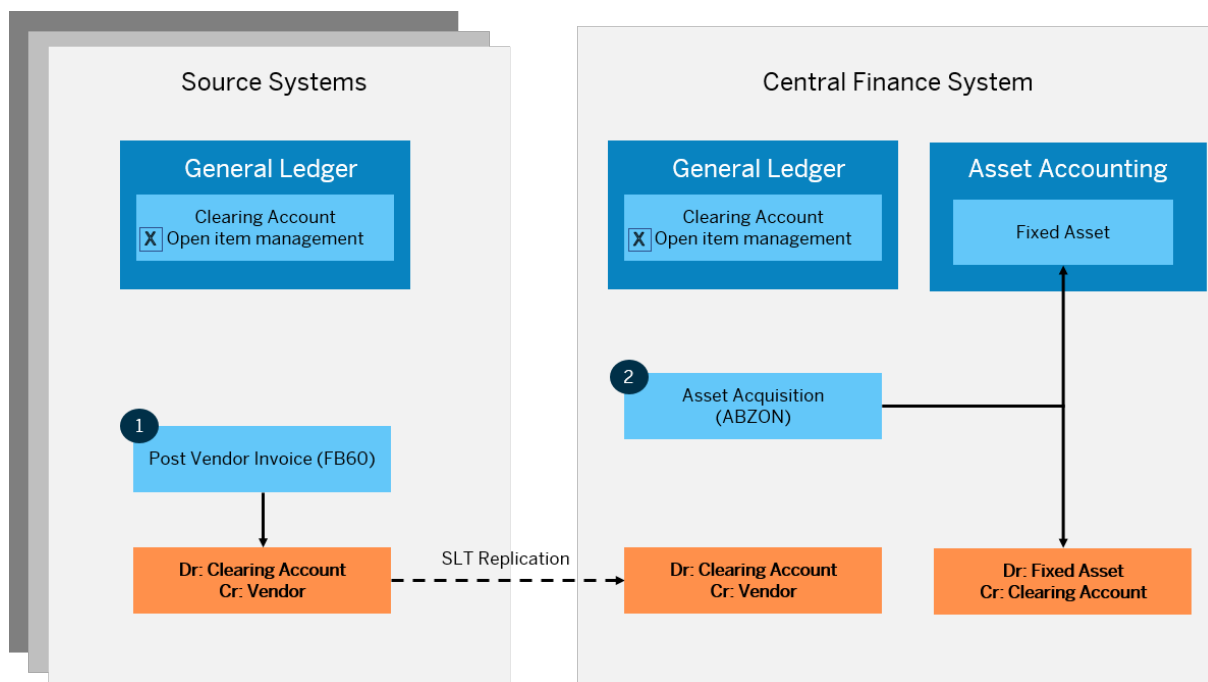 Source Systems
General Ledger
Clearing Account
X Open item management
1
Post Vendor Invoice (FB60)
Dr: Clearing Account
Cr: Vendor
SLT Replication
Central Finance System
General Ledger
Clearing Account
X Open item management
Asset Accounting
Fixed Asset
2
Asset Acquisition
(ABZON)
Dr: Clearing Account
Cr: Vendor
Dr: Fixed Asset
Cr: Clearing Account